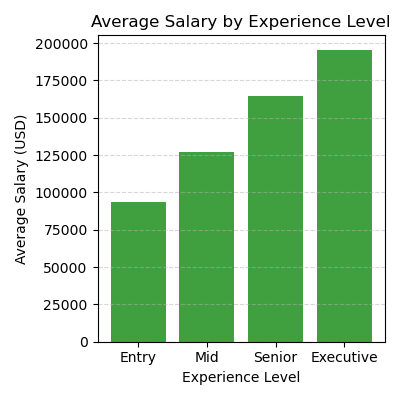 Average Salary by Experience Level
200000
175000
150000
125000
100000
75000
50000
25000
0
Average Salary (USD)
Entry Mid Senior Executive
Experience Level